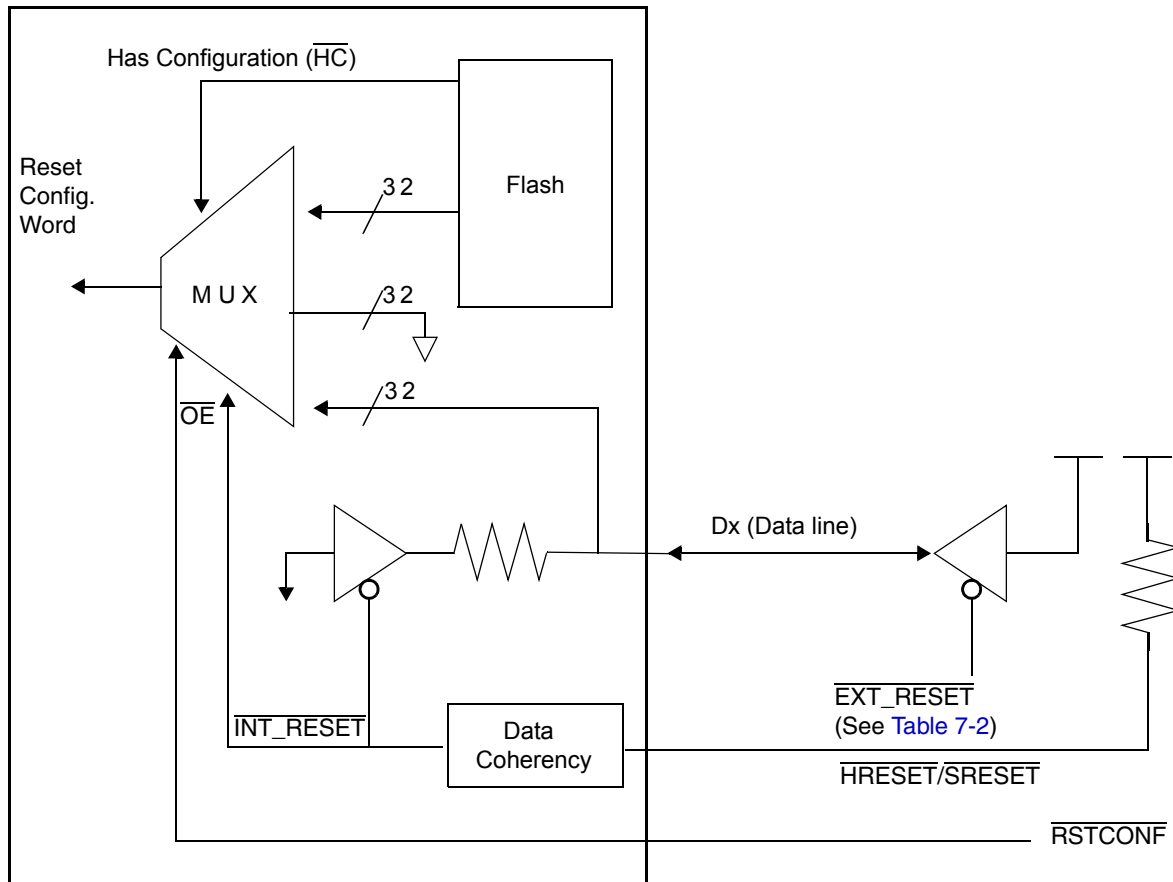 Has Configuration (HC)
Reset
Config.
Word
32
Flash
MUX
32
32
OE
Dx (Data line)
INT_RESET
Data
Coherency
EXT_RESET
(See Table 7-2)
HRESET/SRESET
RSTCONF